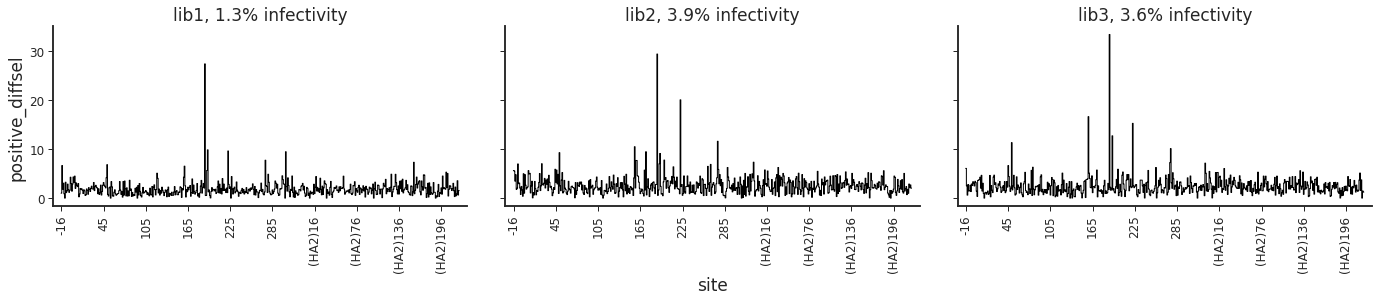 lib1, 1.3% infectivity
lib2, 3.9% infectivity
lib3, 3.6% infectivity
positive_diffsel
30
20
10
0
-16 45 105 165 225 285 (HA2)16 (HA2)76 (HA2)136 (HA2)196
-16 45 105 165 225 285 (HA2)16 (HA2)76 (HA2)136 (HA2)196
-16 45 105 165 225 285 (HA2)16 (HA2)76 (HA2)136 (HA2)196
site